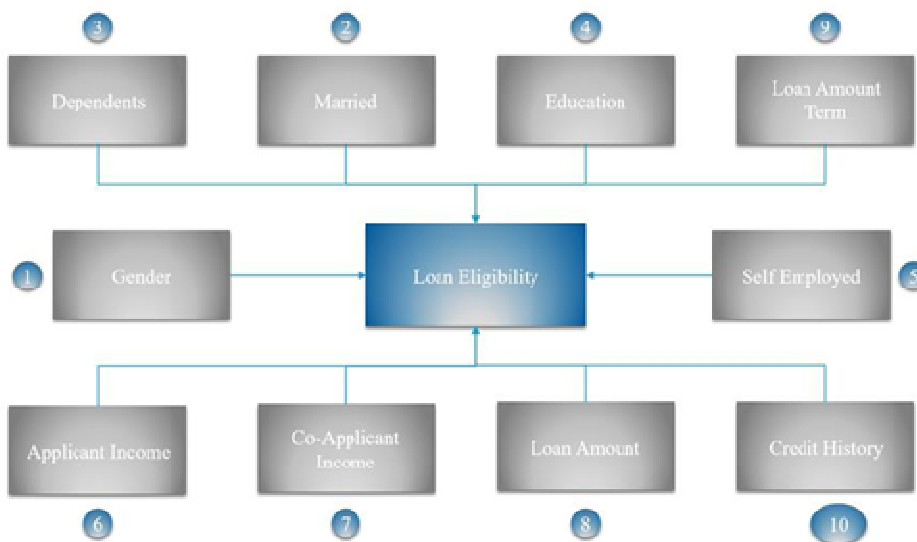 3
2
4
9
Dependents
Married
Education
Loan Amount
Term
1
Gender
Loan Eligibility
Self Employed
5
Applicant Income
Co-Applicant
Income
Loan Amount
Credit History
6
7
8
10